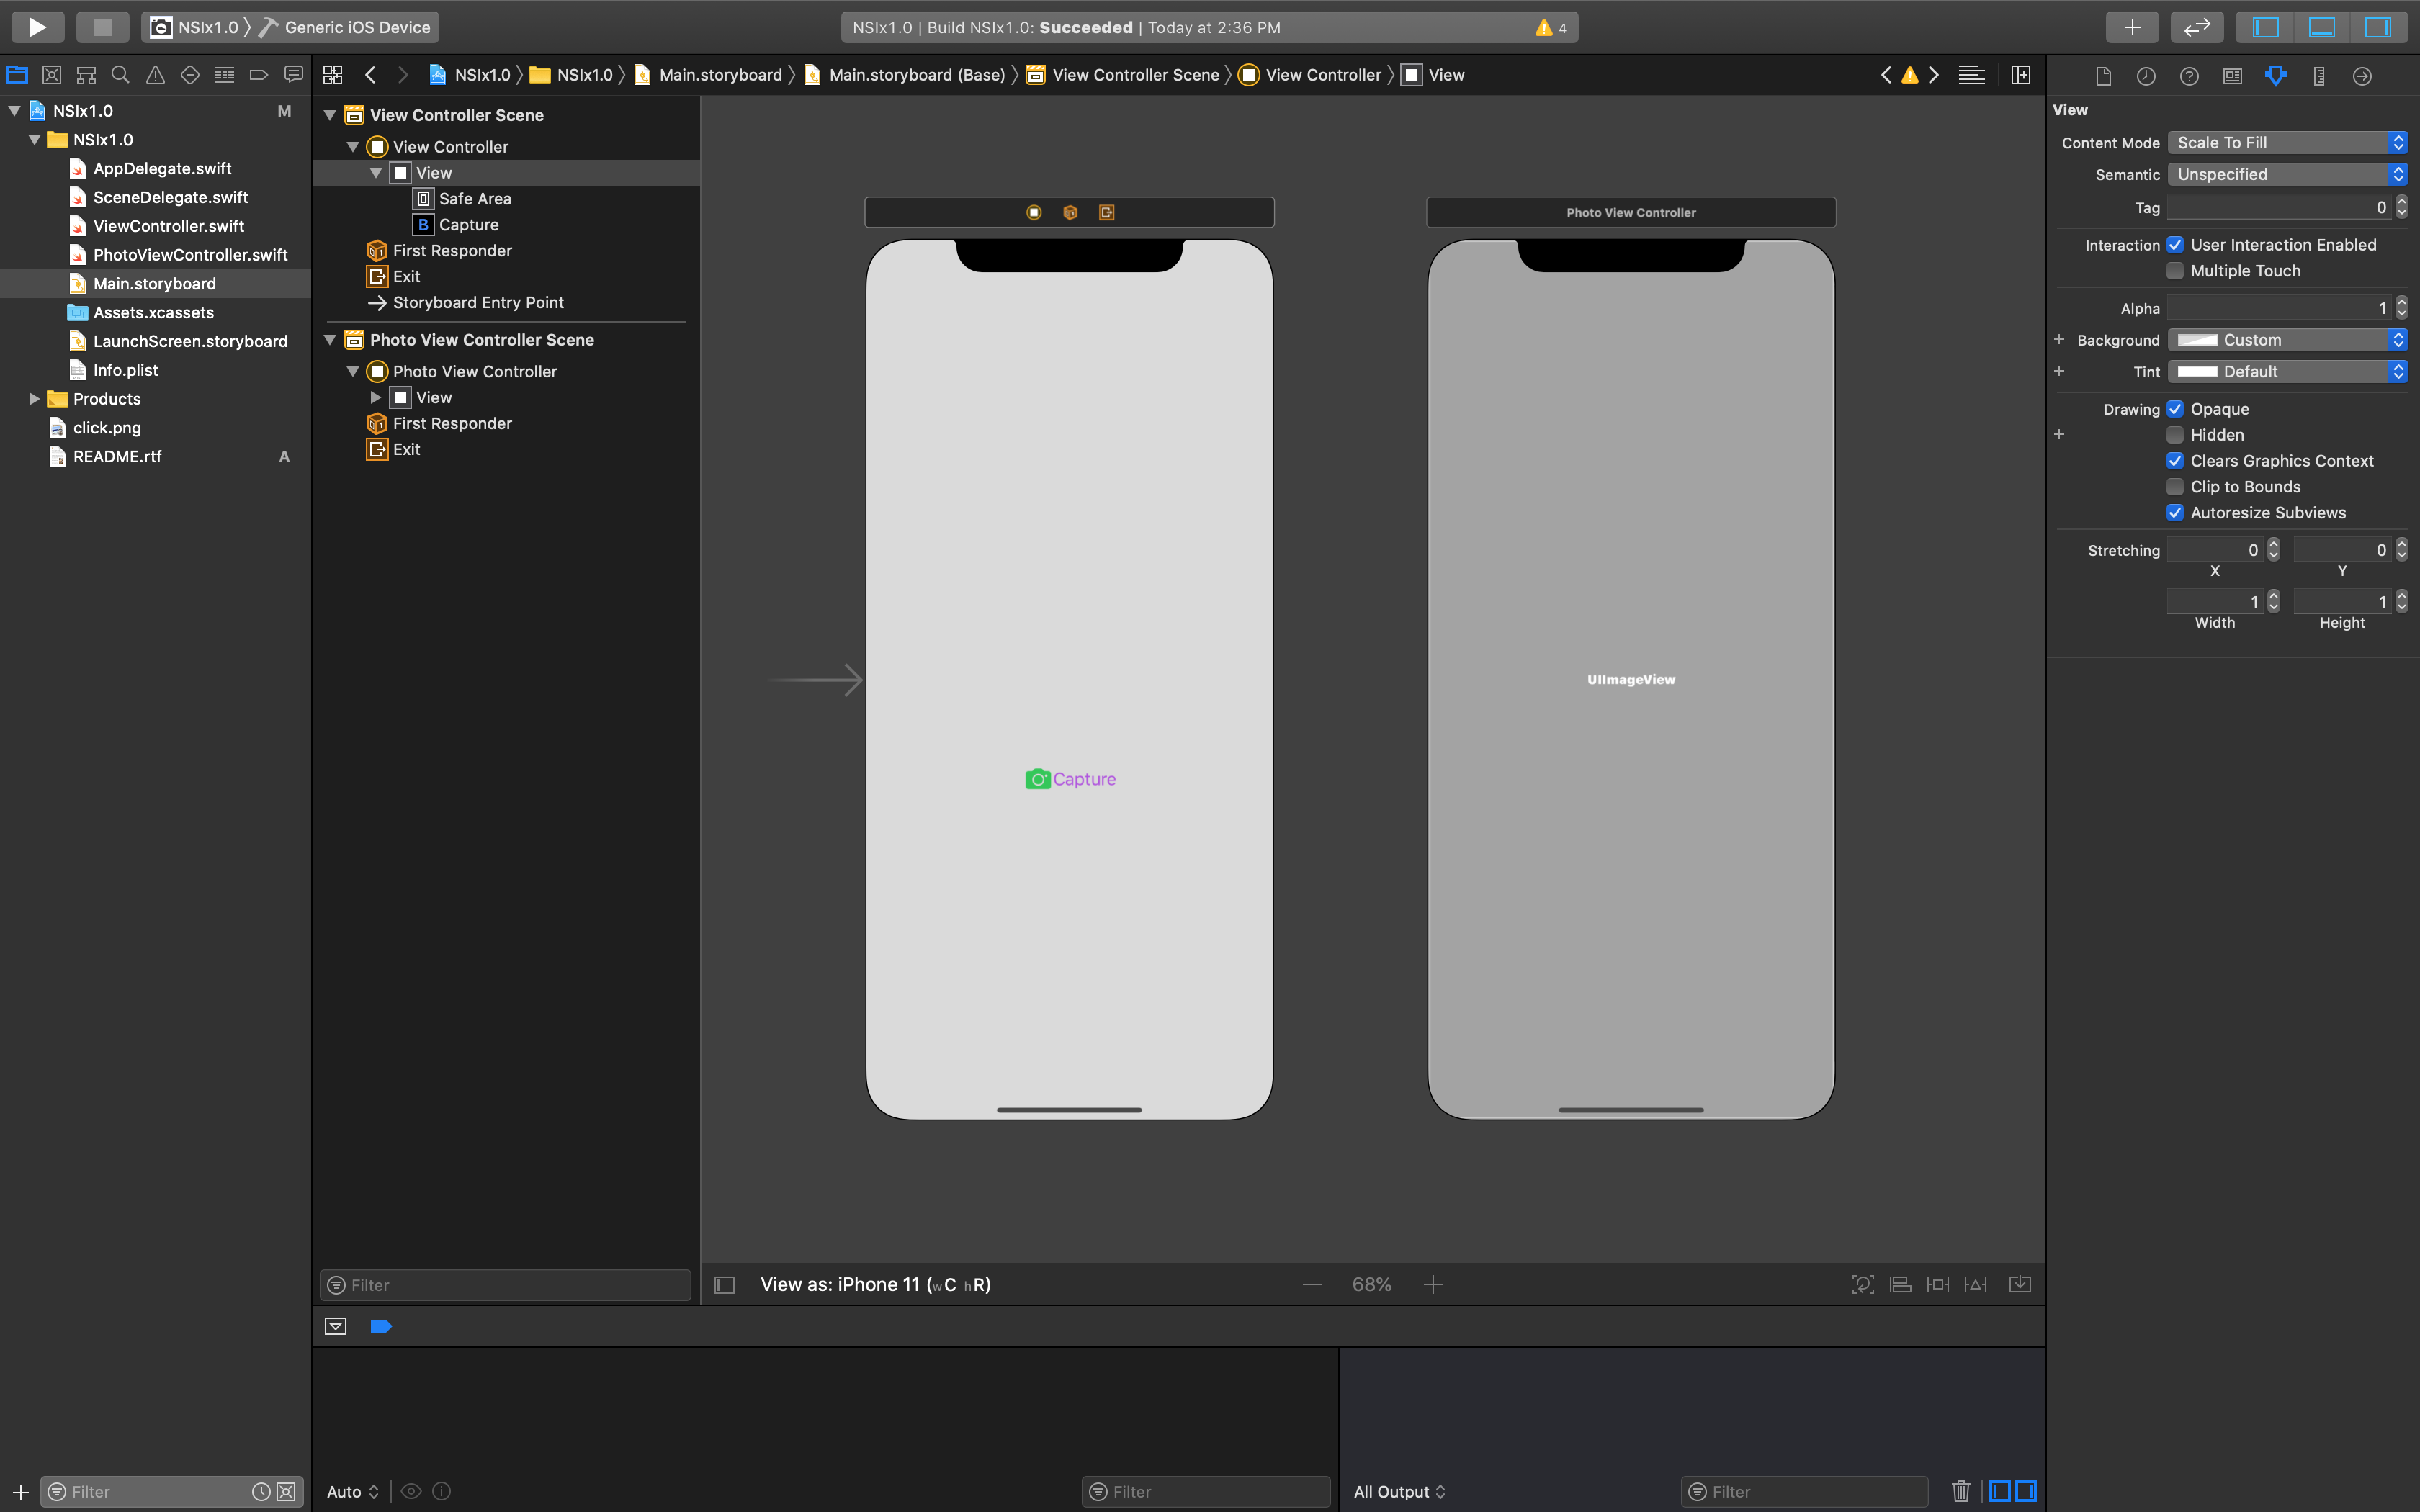 NSIx1.0 〉 Generic iOS Device
NSIx1.0 | Build NSIx1.0: Succeeded | Today at 2:36 PM
4
NSIx1.0 〉 NSIx1.0 〉 Main.storyboard 〉 Main.storyboard (Base) 〉 View Controller Scene 〉 View Controller 〉 View
NSIx1.0 M
NSIx1.0
AppDelegate.swift
SceneDelegate.swift
ViewController.swift
PhotoViewController.swift
Main.storyboard
Assets.xcassets
LaunchScreen.storyboard
Info.plist
Products
click.png
README.rtf A
Filter
View Controller Scene
View Controller
View
Safe Area
B Capture
First Responder
Exit
Storyboard Entry Point
Photo View Controller Scene
Photo View Controller
View
First Responder
Exit
Filter
Capture
Photo View Controller
UIImageView
View as: iPhone 11 (wC hR)
68%
Auto
Filter
All Output
Filter
View
Content Mode Scale To Fill
Semantic Unspecified
Tag 0
Interaction User Interaction Enabled
Multiple Touch
Alpha 1
Background Custom
Tint Default
Drawing Opaque
Hidden
Clears Graphics Context
Clip to Bounds
Autoresize Subviews
Stretching 0 0
X Y
1 1
Width Height